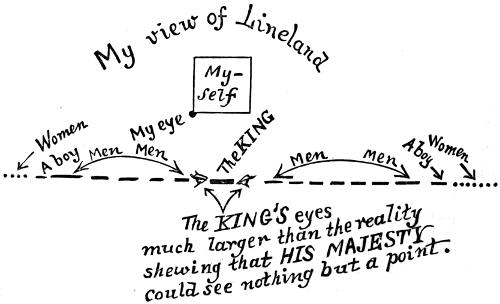 My view of Lineland
My-
self
My eye
The KING
Women
A boy
Men
Men
Men
Men
A boy
Women
The KING'S eyes
much larger than the reality
shewing that HIS MAJESTY
could see nothing but a point.